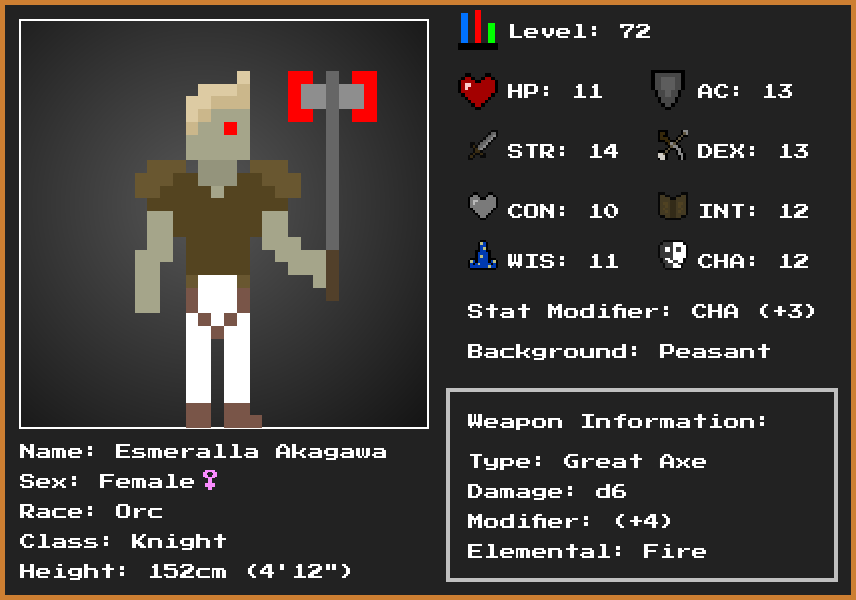 Level: 72
HP: 11
AC: 13
STR: 14
DEX: 13
CON: 10
INT: 12
WIS: 11
CHA: 12
Stat Modifier: CHA (+3)
Background: Peasant
Weapon Information:
Type: Great Axe
Damage: d6
Modifier: (+4)
Elemental: Fire
Name: Esmeralla Akagawa
Sex: Female♀
Race: Orc
Class: Knight
Height: 152cm (4'12")